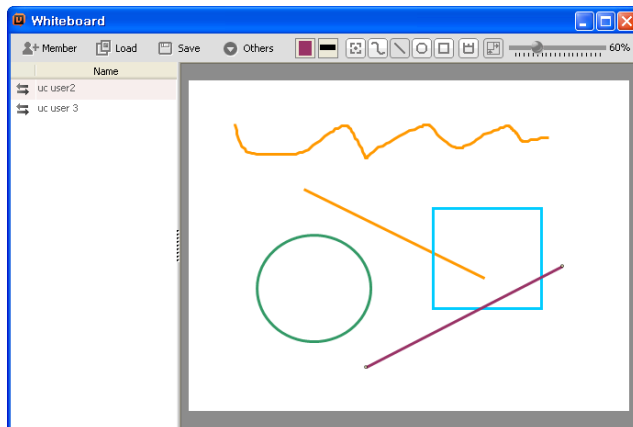 Whiteboard
Member Load Save Others 60%
Name
uc user2
uc user 3